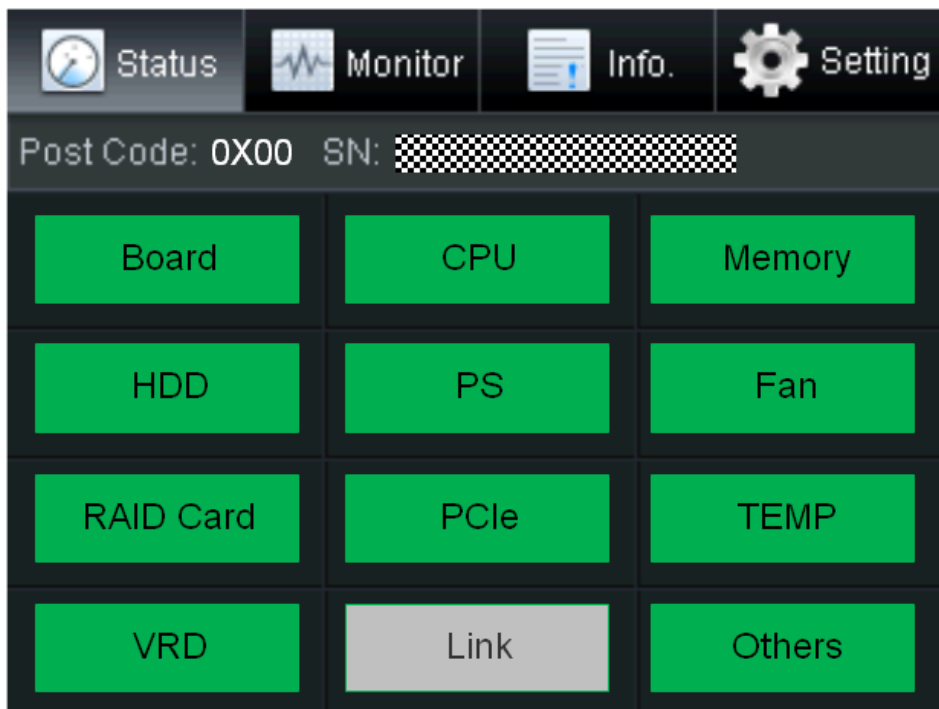 Status Monitor Info. Setting
Post Code: 0X00 SN:
Board CPU Memory
HDD PS Fan
RAID Card PCIe TEMP
VRD Link Others